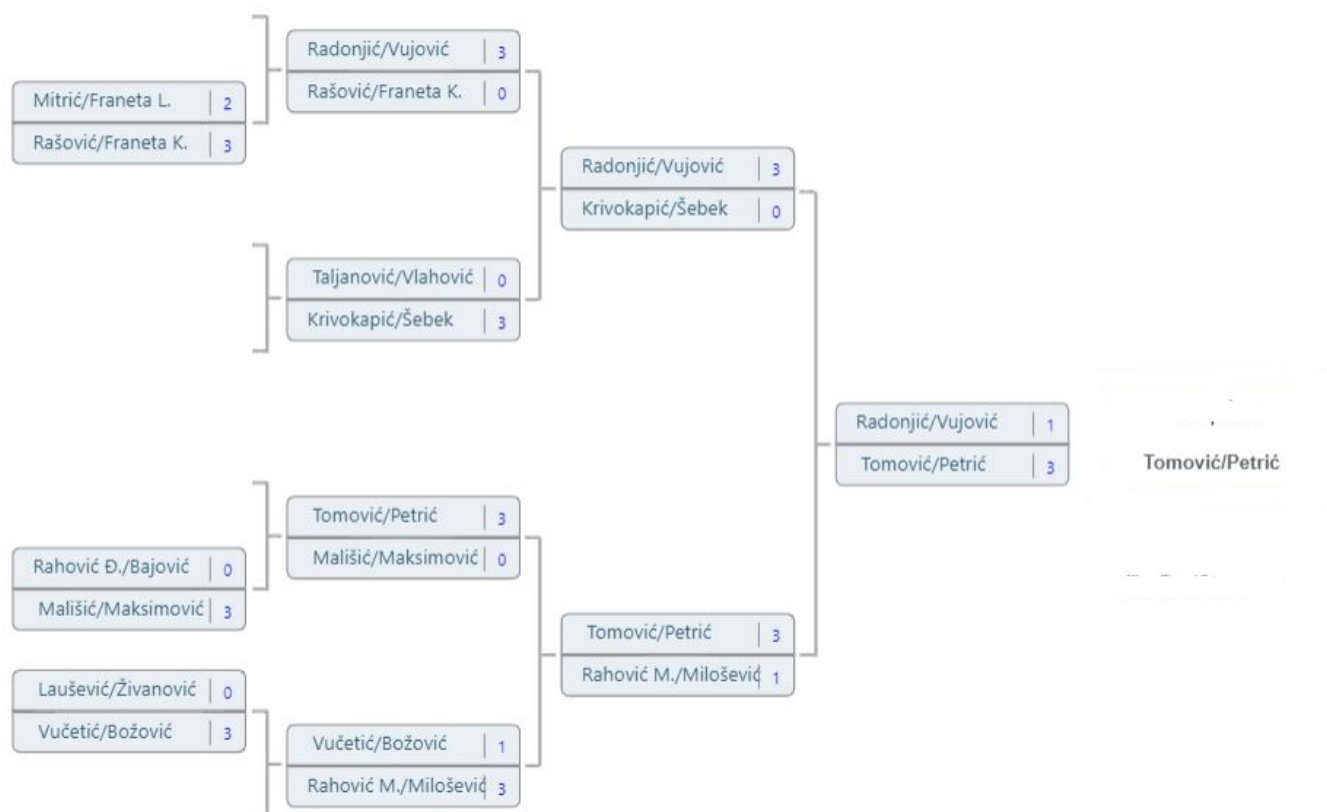 Radonjić/Vujović 3
Rašović/Franeta K. 0
Mitrić/Franeta L. 2
Rašović/Franeta K. 3
Radonjić/Vujović 3
Krivokapić/Šebek 0
Taljanović/Vlahović 0
Krivokapić/Šebek 3
Radonjić/Vujović 1
Tomović/Petrić 3
Tomović/Petrić
Tomović/Petrić 3
Mališić/Maksimović 0
Rahović Đ./Bajović 0
Mališić/Maksimović 3
Tomović/Petrić 3
Rahović M./Milošević 1
Laušević/Živanović 0
Vučetić/Božović 3
Vučetić/Božović 1
Rahović M./Milošević 3